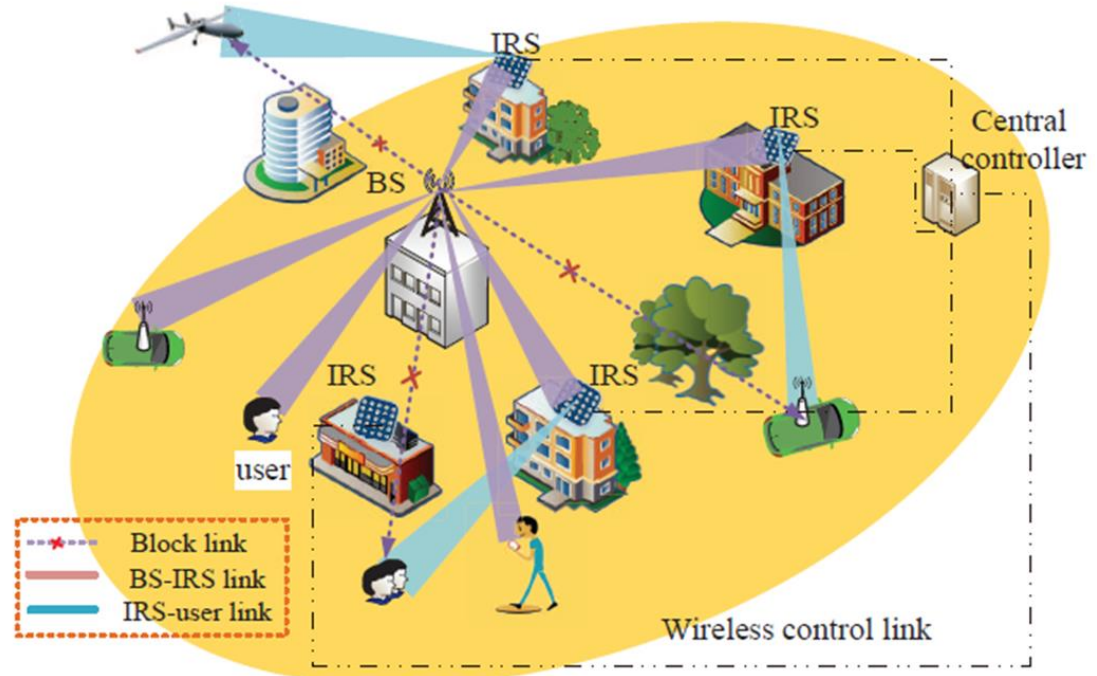 IRS
IRS
Central
controller
BS
IRS
IRS
user
Block link
BS-IRS link
IRS-user link
Wireless control link